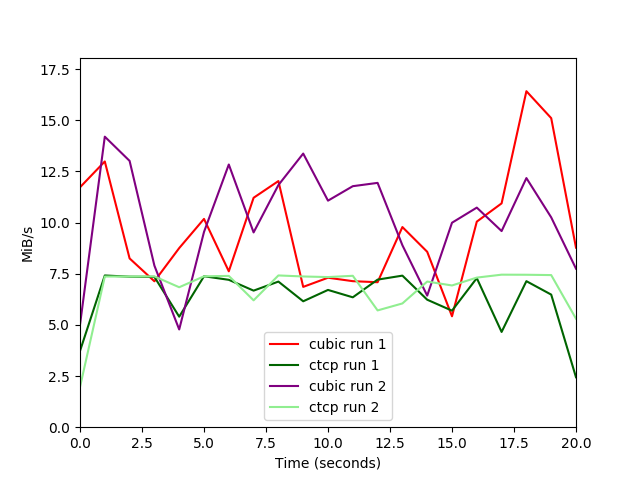 17.5
15.0
12.5
10.0
7.5
5.0
2.5
0.0
MiB/s
cubic run 1
ctcp run 1
cubic run 2
ctcp run 2
0.0 2.5 5.0 7.5 10.0 12.5 15.0 17.5 20.0
Time (seconds)